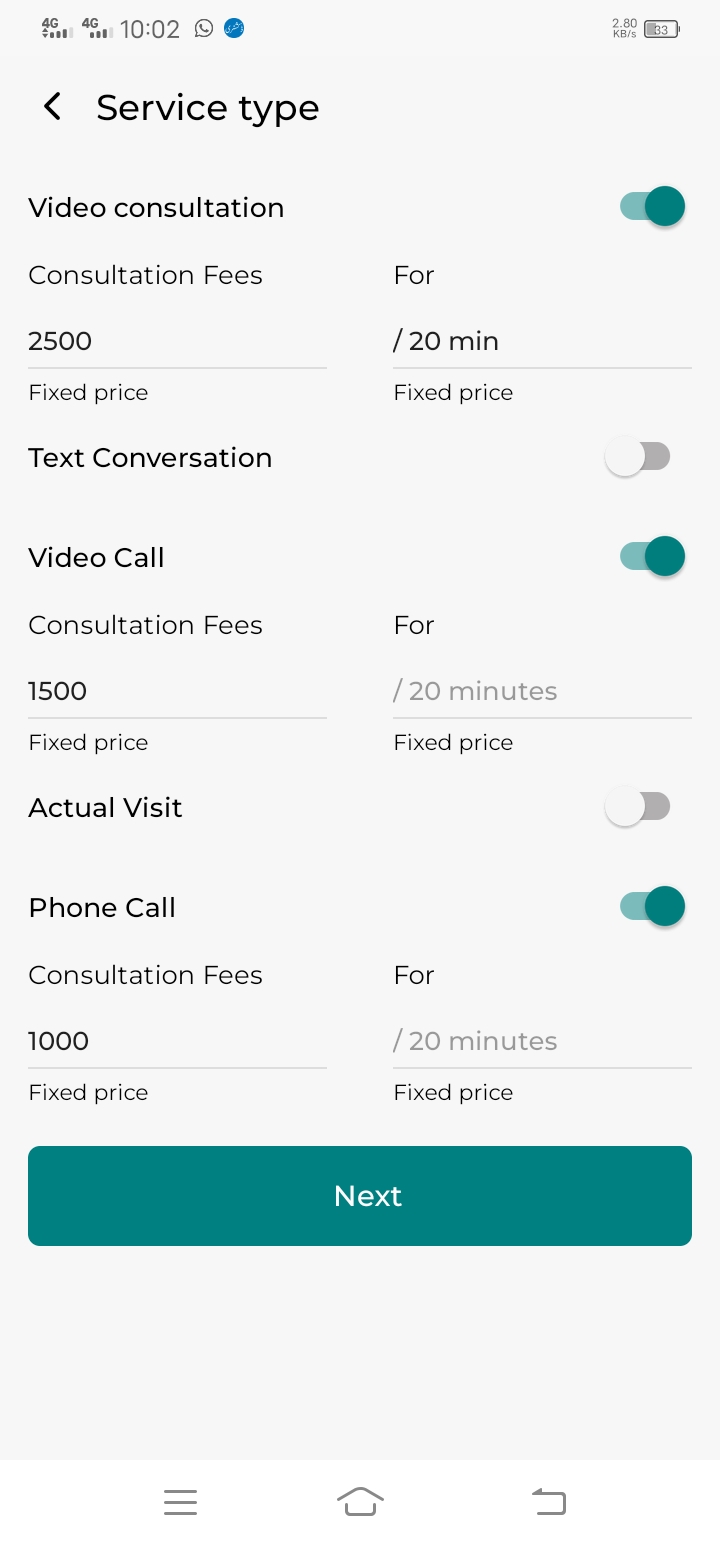 4G 4G 10:02 2.80 KB/s 33
Service type
Video consultation
Consultation Fees For
2500 / 20 min
Fixed price Fixed price
Text Conversation
Video Call
Consultation Fees For
1500 / 20 minutes
Fixed price Fixed price
Actual Visit
Phone Call
Consultation Fees For
1000 / 20 minutes
Fixed price Fixed price
Next